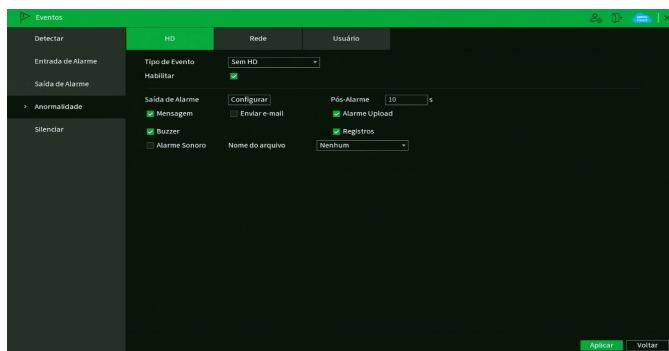 Eventos
Detectar
HD Rede Usuário
Entrada de Alarme
Tipo de Evento Sem HD
Habilitar
Saída de Alarme
Saída de Alarme Configurar Pós-Alarme 10 s
Anormalidade
Mensagem Enviar e-mail Alarme Upload
Silenciar
Buzzer Registros
Alarme Sonoro Nome do arquivo Nenhum
Aplicar Voltar